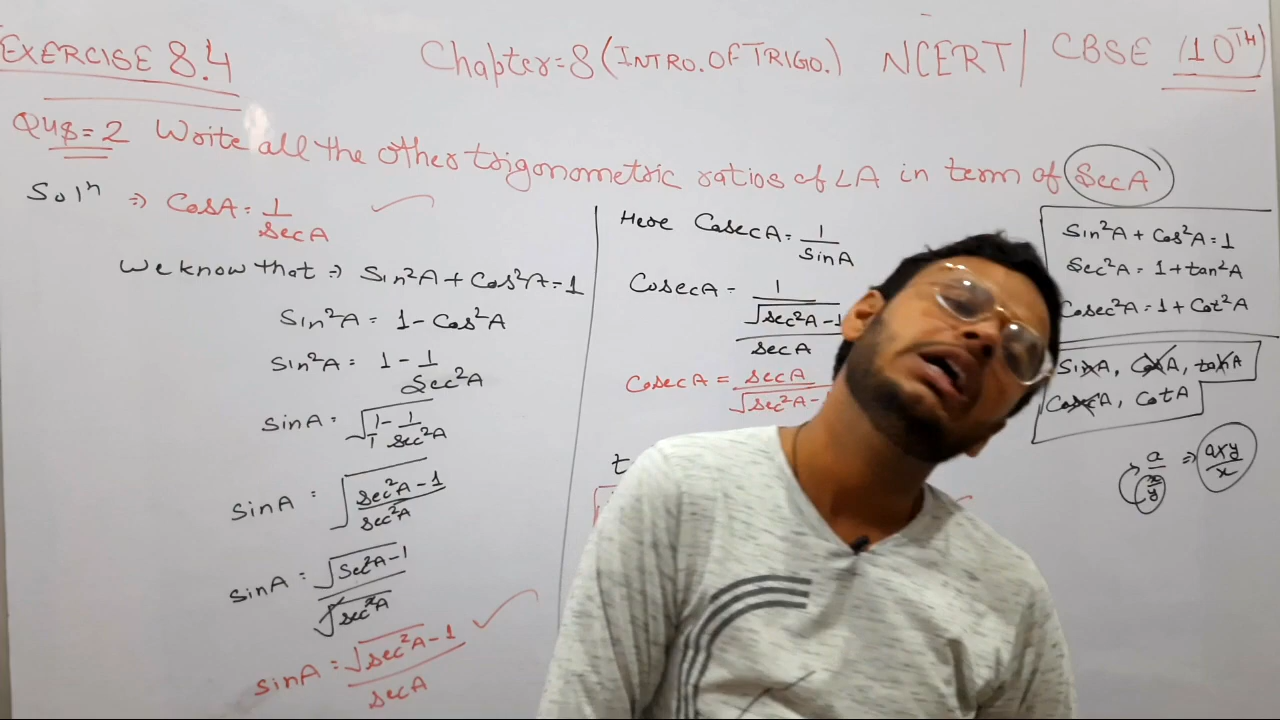 EXERCISE 8.4
Chapter=8 (INTRO. OF TRIGO.) NCERT/ CBSE (10TH)
QUS=2 Write all the other trigonometric ratios of ∠A in term of SecA
Solⁿ ⇒ CosA = 1/SecA
We know that ⇒ Sin²A + Cos²A = 1
Sin²A = 1 - Cos²A
Sin²A = 1 - 1/Sec²A
SinA = √(1/1 - 1/Sec²A)
SinA = √((Sec²A - 1)/Sec²A)
SinA = √(Sec²A - 1)/√(Sec²A)
SinA = √(Sec²A - 1)/SecA
Here CosecA = 1/SinA
CosecA = 1/(√(Sec²A - 1)/SecA)
CosecA = SecA/√(Sec²A -
t
Sin²A + Cos²A = 1
Sec²A = 1 + tan²A
Cosec²A = 1 + Cot²A
SinA, CosA, tanA
CosecA, CotA
a/(x/y) ⇒ axy/x